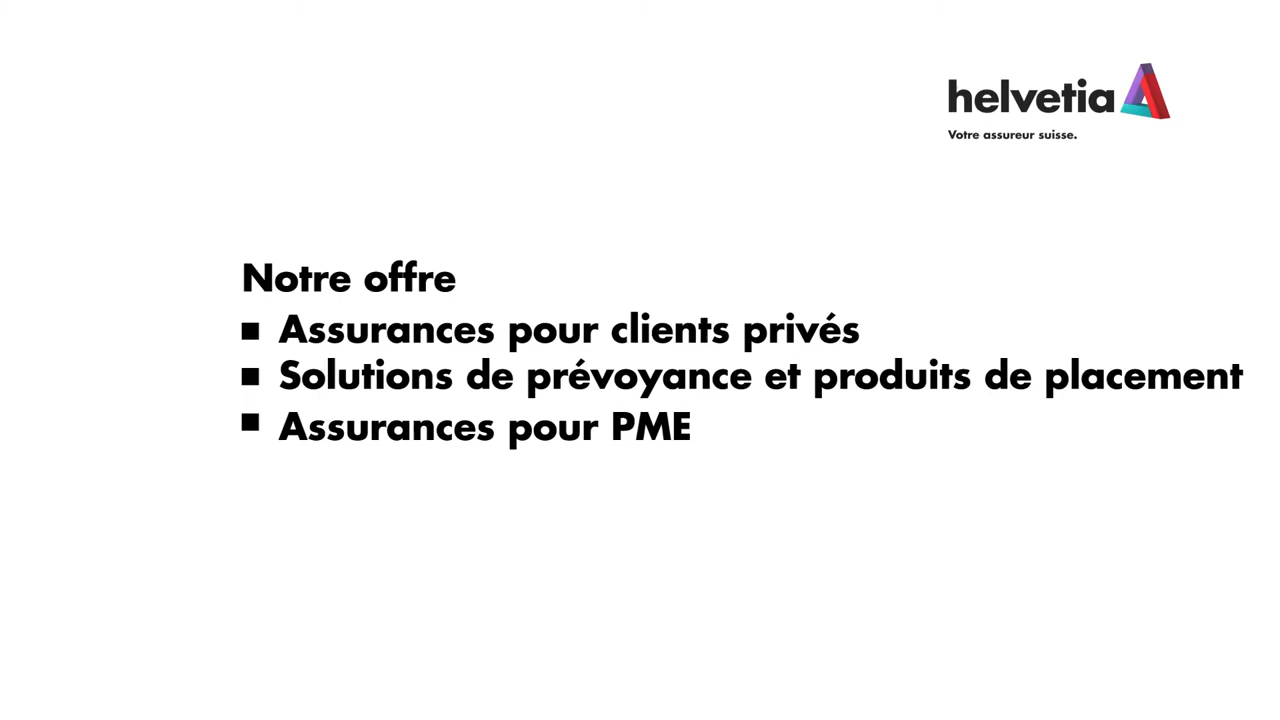 helvetia
Votre assureur suisse.
Notre offre
▪ Assurances pour clients privés
▪ Solutions de prévoyance et produits de placement
▪ Assurances pour PME